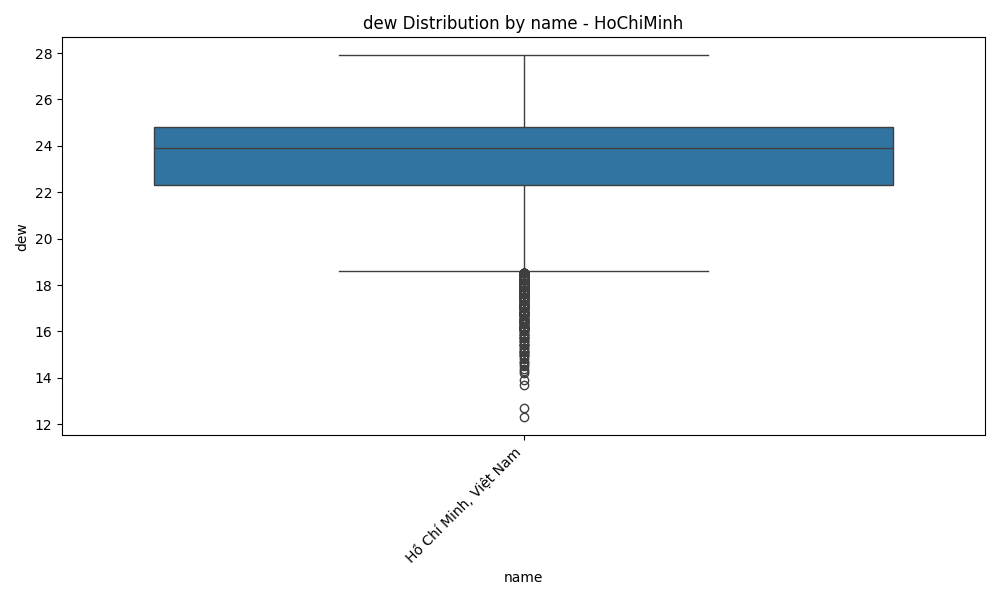 dew Distribution by name - HoChiMinh
28
26
24
22
20
18
16
14
12
dew
Hồ Chí Minh, Việt Nam
name